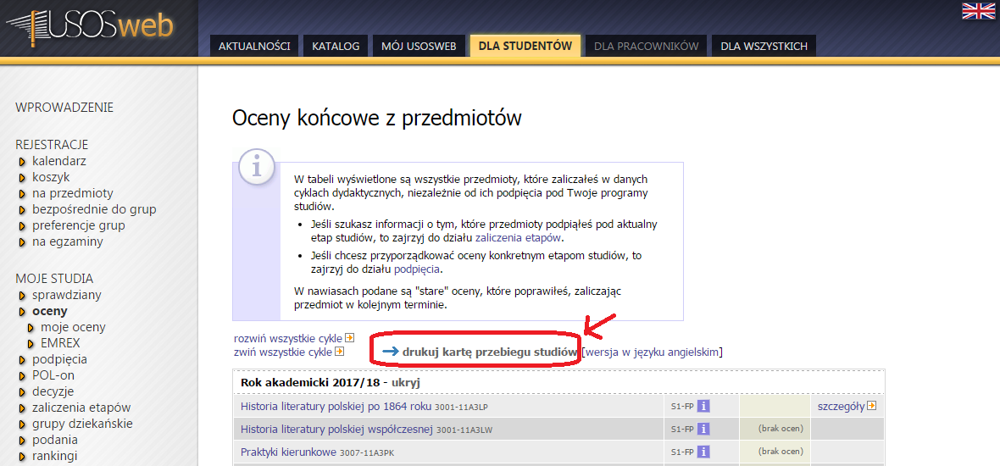 USOSweb
AKTUALNOŚCI KATALOG MÓJ USOSWEB DLA STUDENTÓW DLA PRACOWNIKÓW DLA WSZYSTKICH
WPROWADZENIE
REJESTRACJE
kalendarz
koszyk
na przedmioty
bezpośrednie do grup
preferencje grup
na egzaminy
MOJE STUDIA
sprawdziany
oceny
moje oceny
EMREX
podpięcia
POL-on
decyzje
zaliczenia etapów
grupy dziekańskie
podania
rankingi
Oceny końcowe z przedmiotów
i
W tabeli wyświetlone są wszystkie przedmioty, które zaliczałeś w danych
cyklach dydaktycznych, niezależnie od ich podpięcia pod Twoje programy
studiów.
• Jeśli szukasz informacji o tym, które przedmioty podpiąłeś pod aktualny
etap studiów, to zajrzyj do działu zaliczenia etapów.
• Jeśli chcesz przyporządkować oceny konkretnym etapom studiów, to
zajrzyj do działu podpięcia.
W nawiasach podane są "stare" oceny, które poprawiłeś, zaliczając
przedmiot w kolejnym terminie.
rozwiń wszystkie cykle
zwiń wszystkie cykle drukuj kartę przebiegu studiów [wersja w języku angielskim]
Rok akademicki 2017/18 - ukryj
Historia literatury polskiej po 1864 roku 3001-11A3LP S1-FP i szczegóły
Historia literatury polskiej współczesnej 3001-11A3LW S1-FP i (brak ocen)
Praktyki kierunkowe 3007-11A3PK S1-FP i (brak ocen)